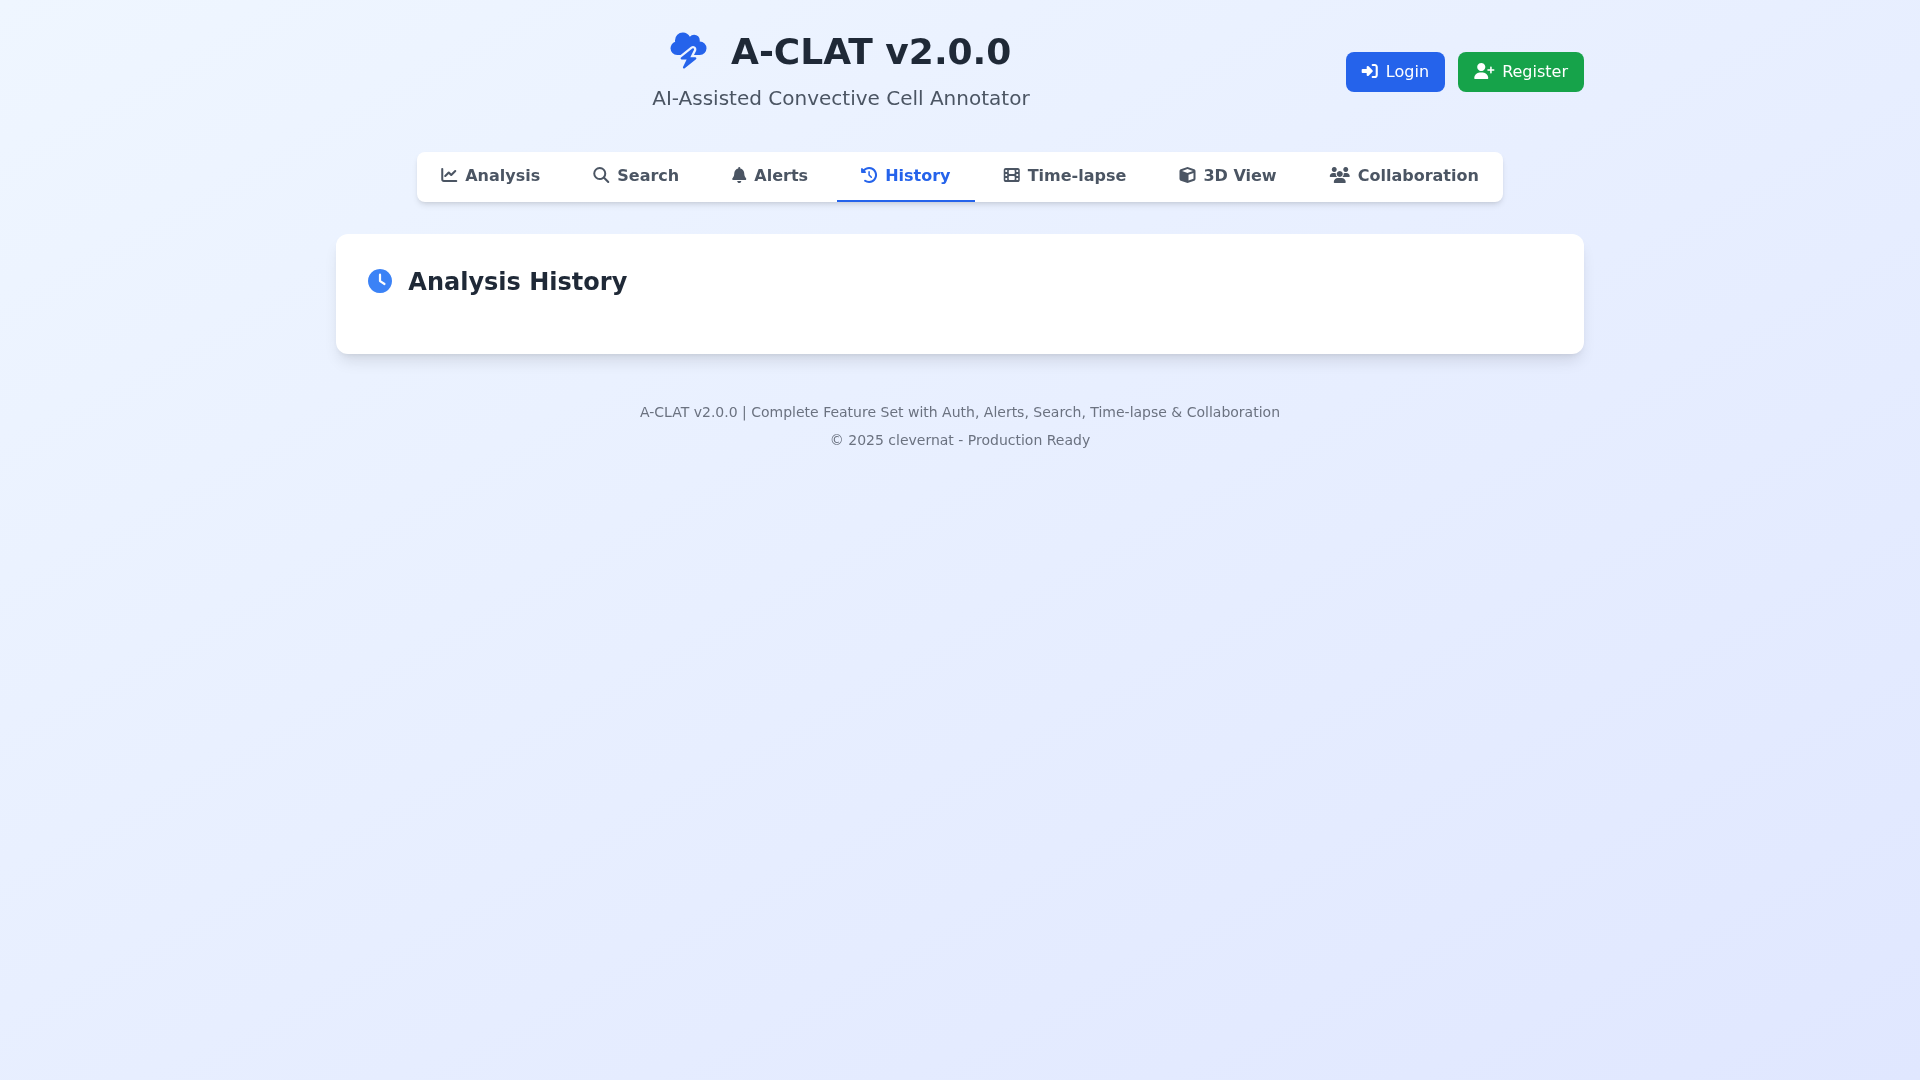 A-CLAT v2.0.0
AI-Assisted Convective Cell Annotator
Login
Register
Analysis
Search
Alerts
History
Time-lapse
3D View
Collaboration
Analysis History
A-CLAT v2.0.0 | Complete Feature Set with Auth, Alerts, Search, Time-lapse & Collaboration
© 2025 clevernat - Production Ready